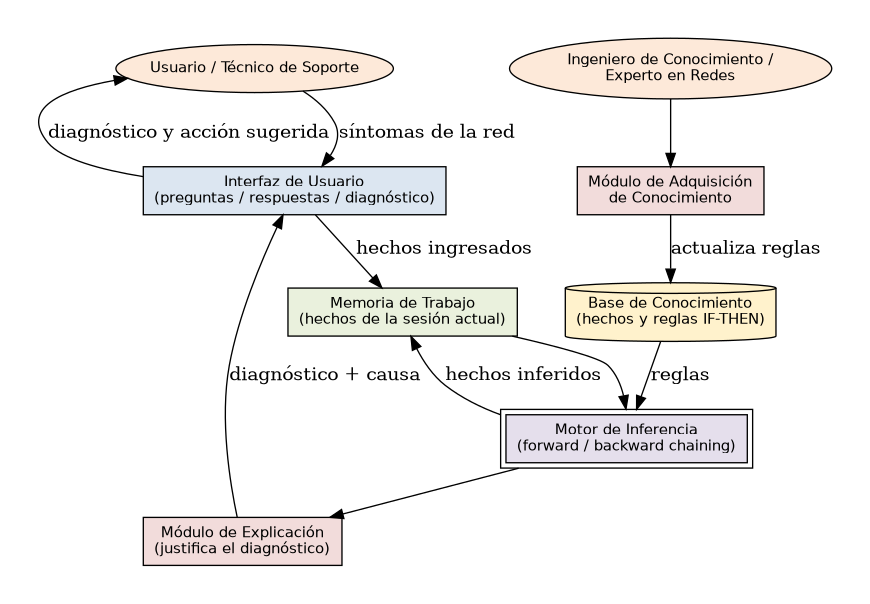 Usuario / Técnico de Soporte
Ingeniero de Conocimiento /
Experto en Redes
diagnóstico y acción sugerida
síntomas de la red
Interfaz de Usuario
(preguntas / respuestas / diagnóstico)
Módulo de Adquisición
de Conocimiento
hechos ingresados
actualiza reglas
Memoria de Trabajo
(hechos de la sesión actual)
Base de Conocimiento
(hechos y reglas IF-THEN)
diagnóstico + causa
hechos inferidos
reglas
Motor de Inferencia
(forward / backward chaining)
Módulo de Explicación
(justifica el diagnóstico)